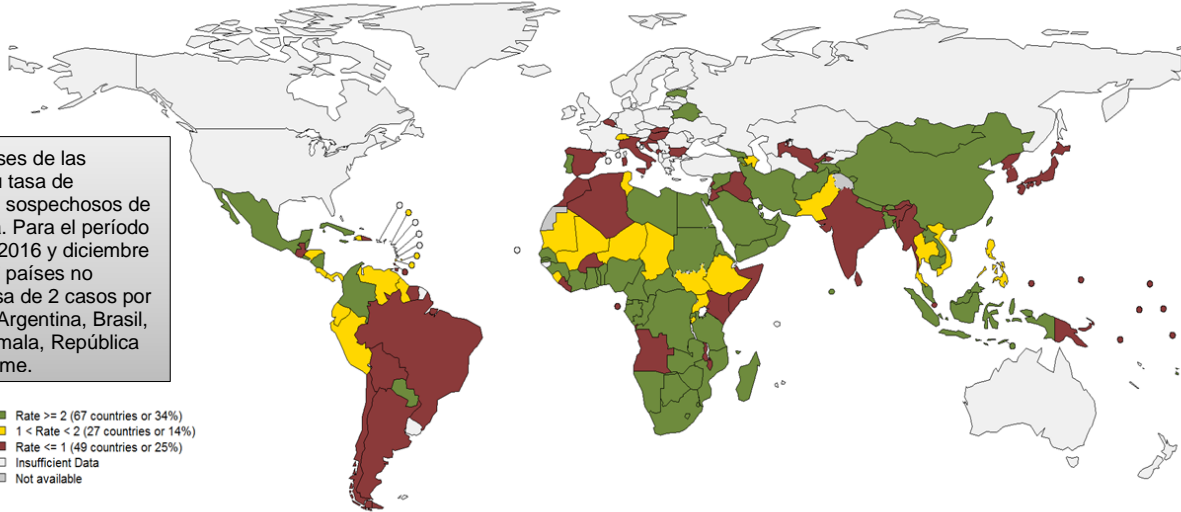 ses de las
tasa de
sospechosos de
Para el período
2016 y diciembre
países no
sa de 2 casos por
Argentina, Brasil,
mala, República
me.
Rate >= 2 (67 countries or 34%)
1 < Rate < 2 (27 countries or 14%)
Rate <= 1 (49 countries or 25%)
Insufficient Data
Not available